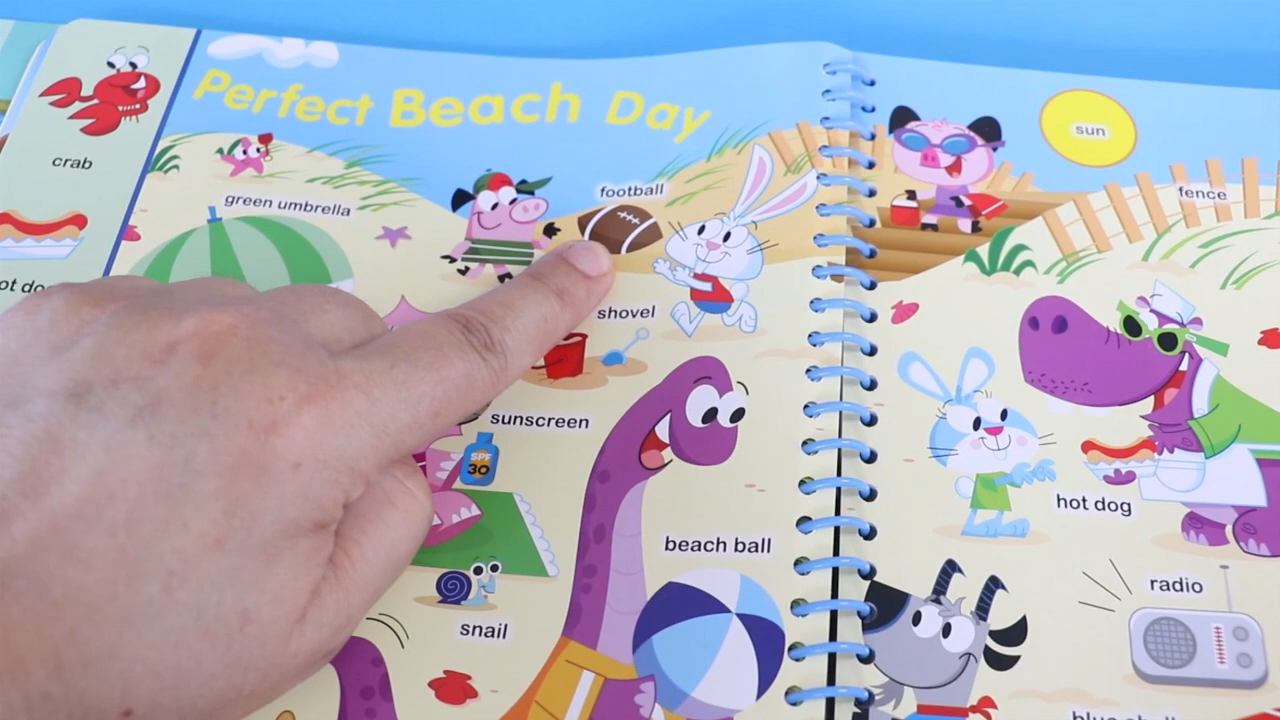 Perfect Beach Day
crab
green umbrella
football
shovel
sunscreen
SPF
30
beach ball
snail
sun
fence
hot dog
radio